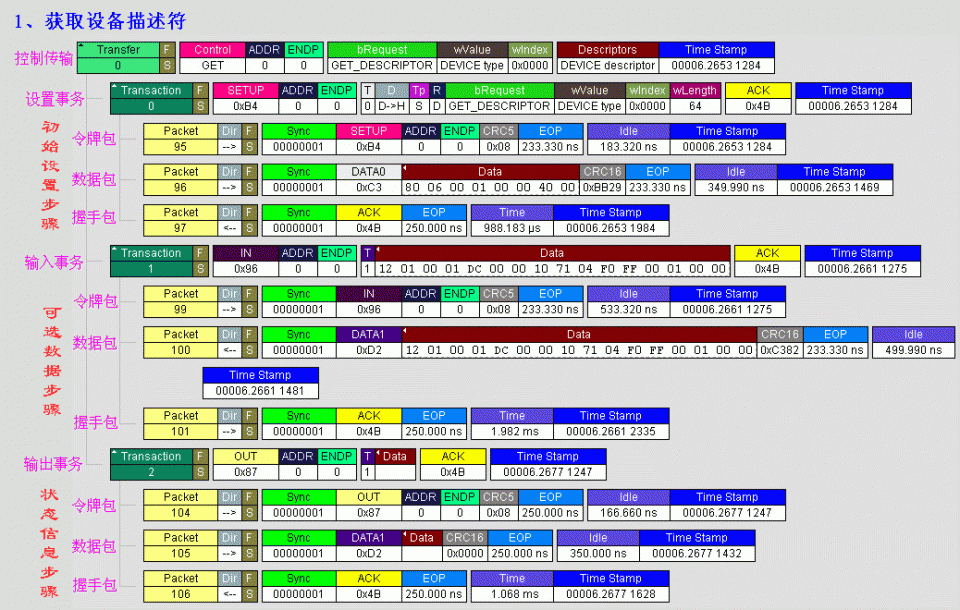 1、获取设备描述符
控制传输 Transfer F Control ADDR ENDP bRequest wValue wIndex Descriptors Time Stamp
0 S GET 0 0 GET_DESCRIPTOR DEVICE type 0x0000 DEVICE descriptor 00006.2653 1284
设置事务 Transaction F SETUP ADDR ENDP T D Tp R bRequest wValue wIndex wLength ACK Time Stamp
0 S 0xB4 0 0 0 D->H S D GET_DESCRIPTOR DEVICE type 0x0000 64 0x4B 00006.2653 1284
初始设置步骤
令牌包 Packet Dir F Sync SETUP ADDR ENDP CRC5 EOP Idle Time Stamp
95 --> S 00000001 0xB4 0 0 0x08 233.330 ns 183.320 ns 00006.2653 1284
数据包 Packet Dir F Sync DATA0 Data CRC16 EOP Idle Time Stamp
96 --> S 00000001 0xC3 80 06 00 01 00 00 40 00 0xBB29 233.330 ns 349.990 ns 00006.2653 1469
握手包 Packet Dir F Sync ACK EOP Time Time Stamp
97 <-- S 00000001 0x4B 250.000 ns 988.183 µs 00006.2653 1984
输入事务 Transaction F IN ADDR ENDP T Data ACK Time Stamp
1 S 0x96 0 0 1 12 01 00 01 DC 00 00 10 71 04 F0 FF 00 01 00 00 0x4B 00006.2661 1275
可选数据步骤
令牌包 Packet Dir F Sync IN ADDR ENDP CRC5 EOP Idle Time Stamp
99 --> S 00000001 0x96 0 0 0x08 233.330 ns 533.320 ns 00006.2661 1275
数据包 Packet Dir F Sync DATA1 Data CRC16 EOP Idle
100 <-- S 00000001 0xD2 12 01 00 01 DC 00 00 10 71 04 F0 FF 00 01 00 00 0xC382 233.330 ns 499.990 ns
Time Stamp
00006.2661 1481
握手包 Packet Dir F Sync ACK EOP Time Time Stamp
101 --> S 00000001 0x4B 250.000 ns 1.982 ms 00006.2661 2335
输出事务 Transaction F OUT ADDR ENDP T Data ACK Time Stamp
2 S 0x87 0 0 1 0x4B 00006.2677 1247
状态信息步骤
令牌包 Packet Dir F Sync OUT ADDR ENDP CRC5 EOP Idle Time Stamp
104 --> S 00000001 0x87 0 0 0x08 250.000 ns 166.660 ns 00006.2677 1247
数据包 Packet Dir F Sync DATA1 Data CRC16 EOP Idle Time Stamp
105 --> S 00000001 0xD2 0x0000 250.000 ns 350.000 ns 00006.2677 1432
握手包 Packet Dir F Sync ACK EOP Time Time Stamp
106 <-- S 00000001 0x4B 250.000 ns 1.068 ms 00006.2677 1628